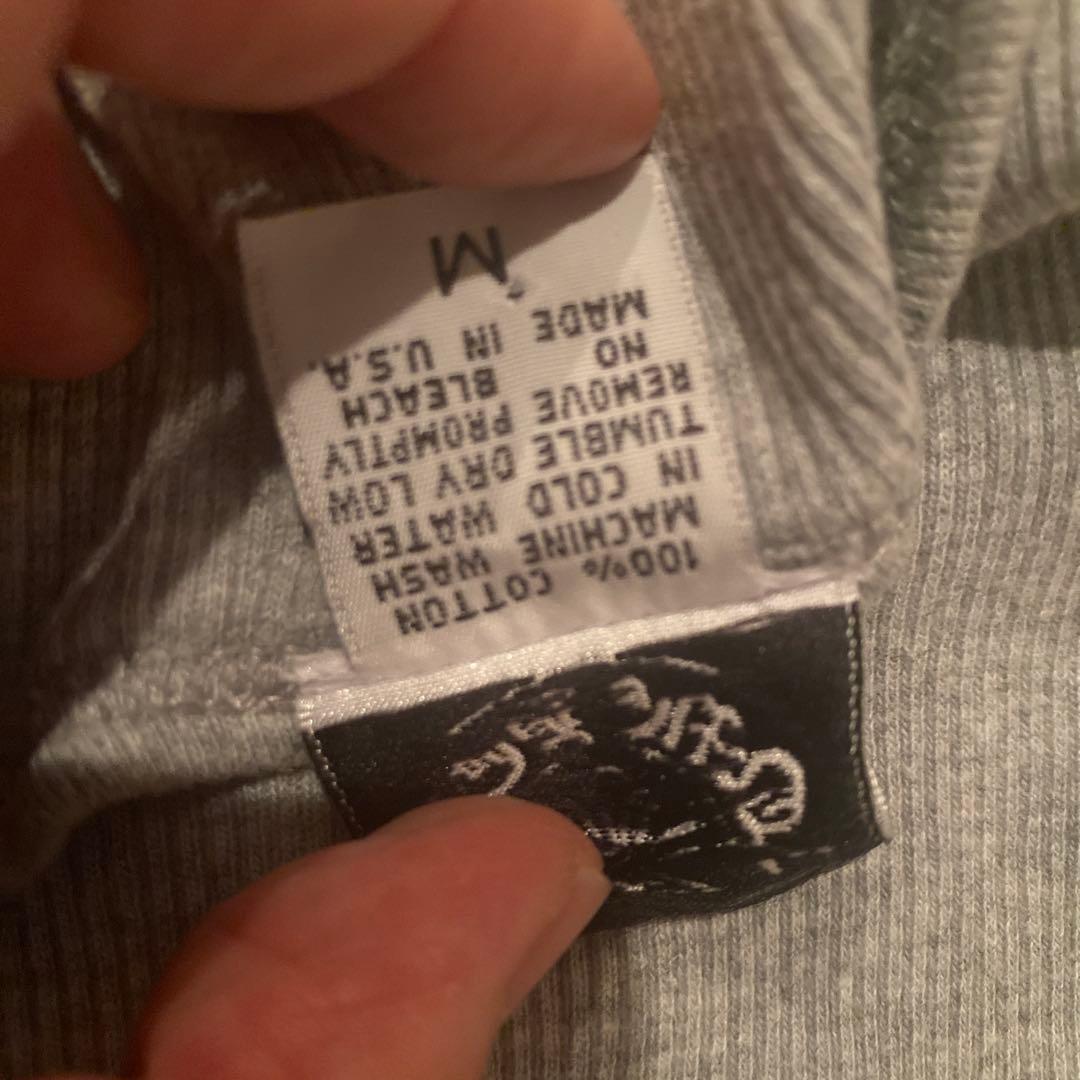 100% COTTON
MACHINE WASH
IN COLD WATER
TUMBLE DRY LOW
REMOVE PROMPTLY
NO BLEACH
MADE IN U.S.A.
M